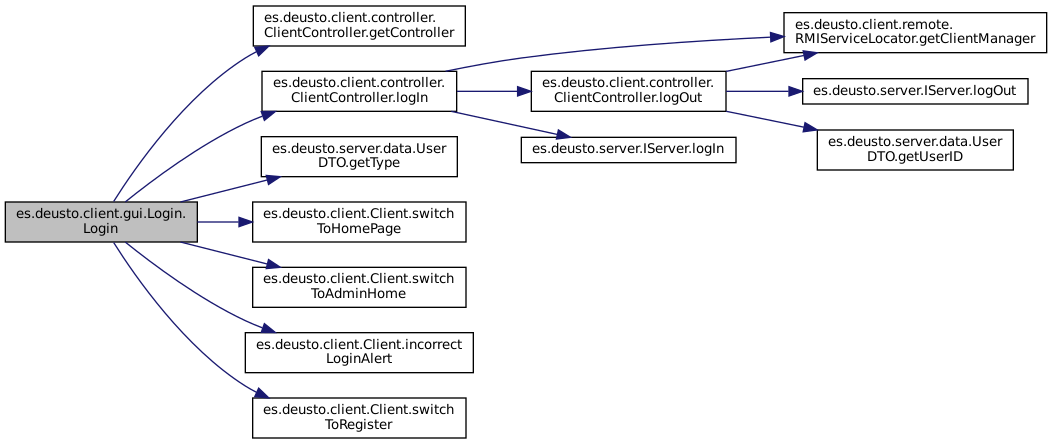 es.deusto.client.gui.Login.
Login
es.deusto.client.controller.
ClientController.getController
es.deusto.client.controller.
ClientController.logIn
es.deusto.server.data.User
DTO.getType
es.deusto.client.Client.switch
ToHomePage
es.deusto.client.Client.switch
ToAdminHome
es.deusto.client.Client.incorrect
LoginAlert
es.deusto.client.Client.switch
ToRegister
es.deusto.client.controller.
ClientController.logOut
es.deusto.server.IServer.logIn
es.deusto.client.remote.
RMIServiceLocator.getClientManager
es.deusto.server.IServer.logOut
es.deusto.server.data.User
DTO.getUserID